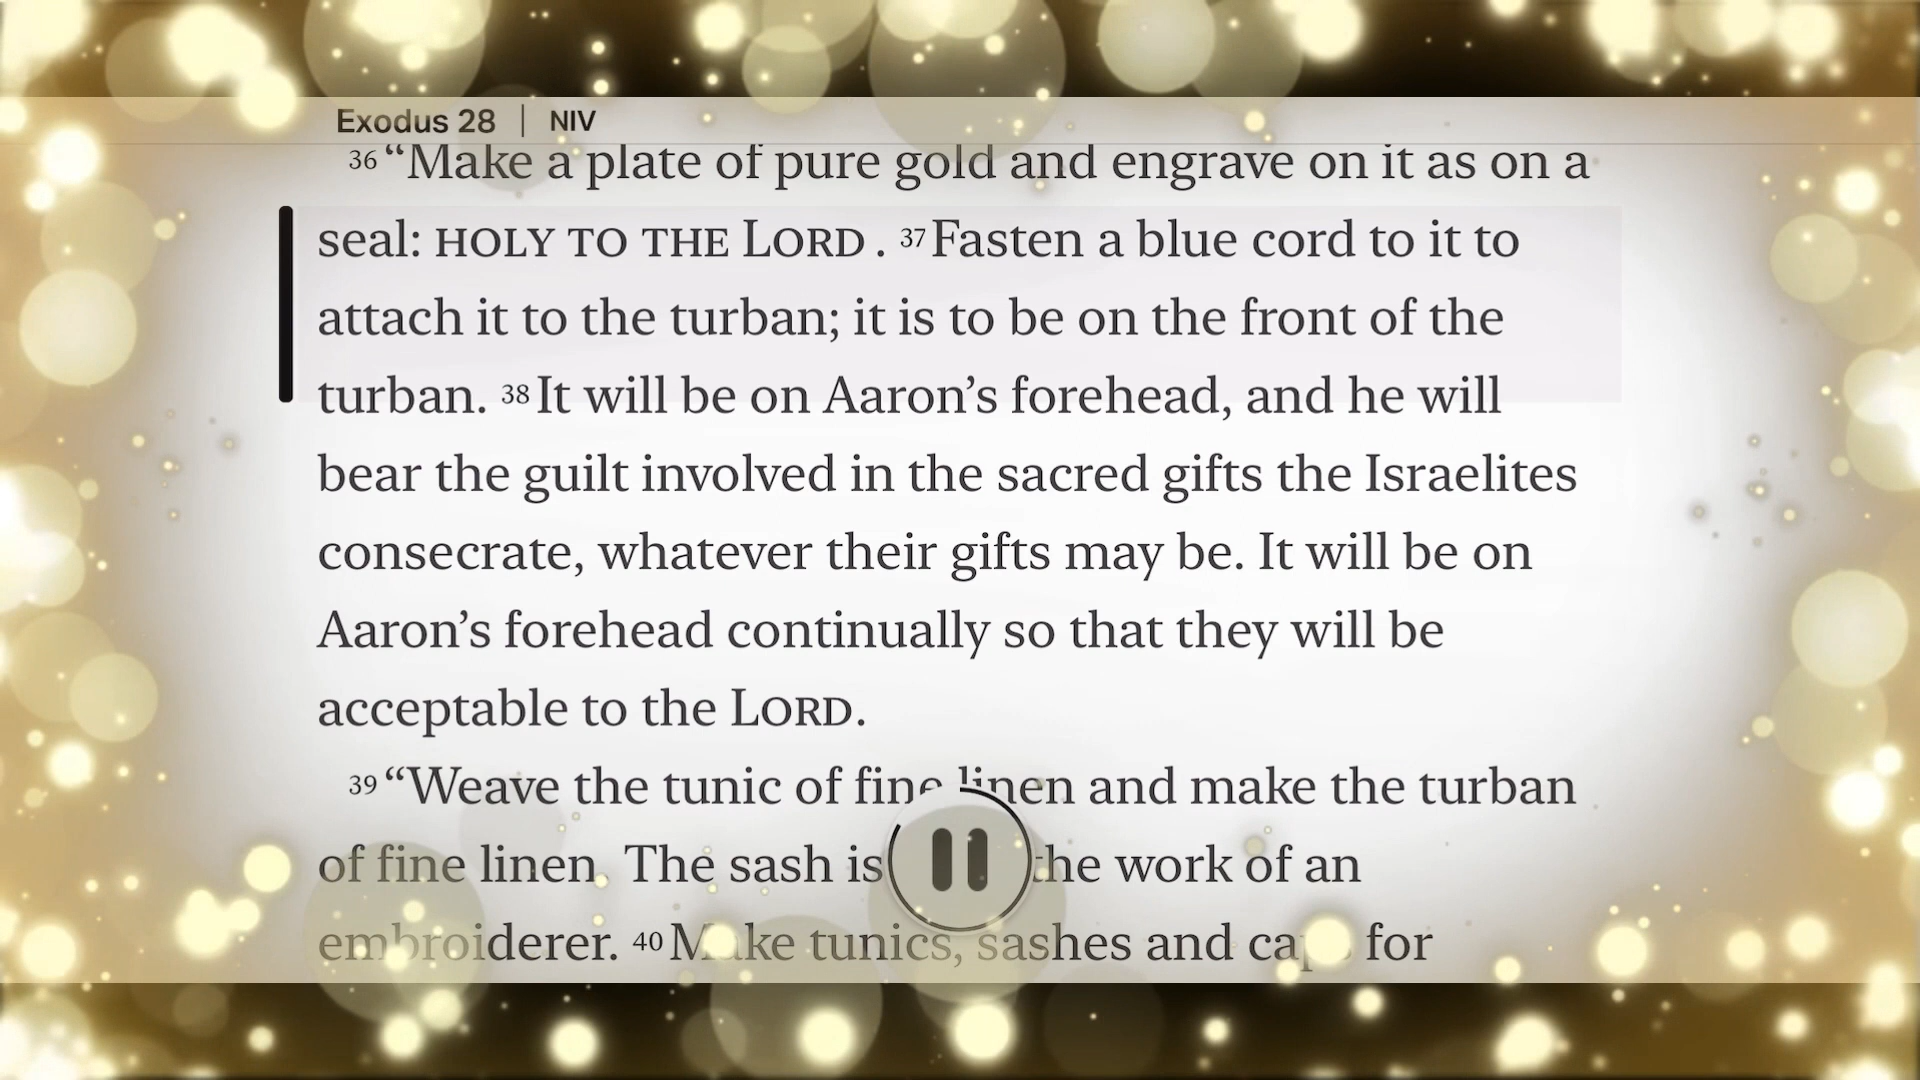 Exodus 28 | NIV
36 “Make a plate of pure gold and engrave on it as on a
seal: HOLY TO THE LORD . 37 Fasten a blue cord to it to
attach it to the turban; it is to be on the front of the
turban. 38 It will be on Aaron’s forehead, and he will
bear the guilt involved in the sacred gifts the Israelites
consecrate, whatever their gifts may be. It will be on
Aaron’s forehead continually so that they will be
acceptable to the LORD.
39 “Weave the tunic of fine linen and make the turban
of fine linen. The sash is the work of an
embroiderer. 40 Make tunics, sashes and caps for